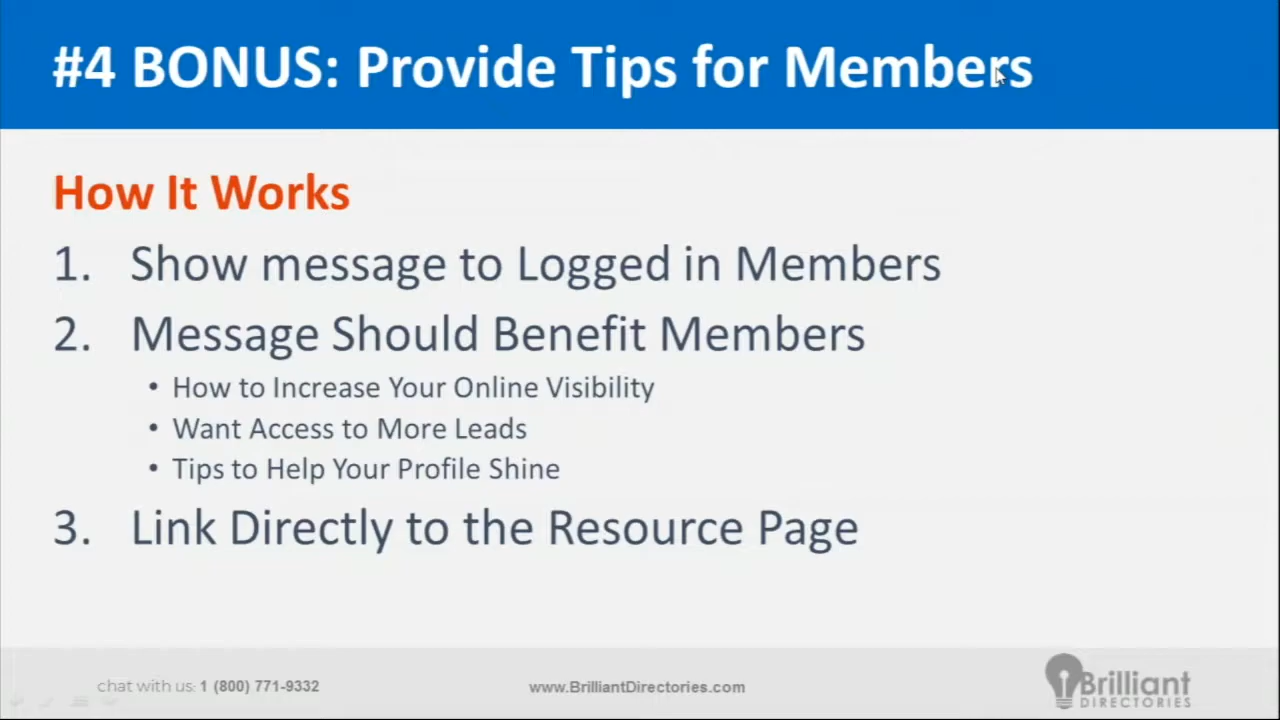 #4 BONUS: Provide Tips for Members
How It Works
1. Show message to Logged in Members
2. Message Should Benefit Members
• How to Increase Your Online Visibility
• Want Access to More Leads
• Tips to Help Your Profile Shine
3. Link Directly to the Resource Page
chat with us: 1 (800) 771-9332
www.BrilliantDirectories.com
Brilliant
DIRECTORIES